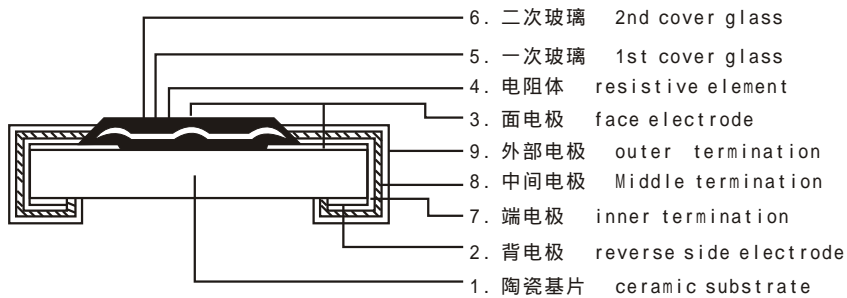 6. 二次玻璃 2nd cover glass
5. 一次玻璃 1st cover glass
4. 电阻体 resistive element
3. 面电极 face electrode
9. 外部电极 outer termination
8. 中间电极 Middle termination
7. 端电极 inner termination
2. 背电极 reverse side electrode
1. 陶瓷基片 ceramic substrate